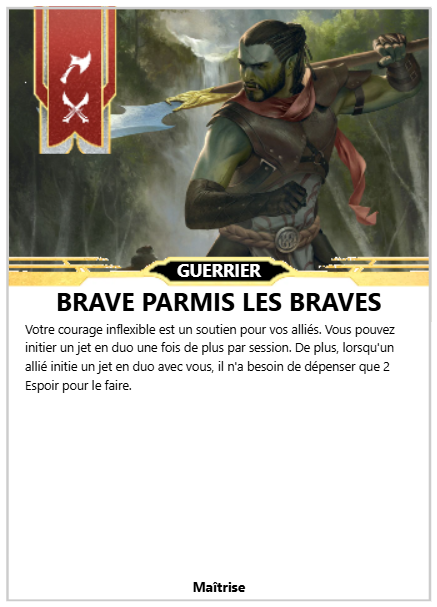 GUERRIER
BRAVE PARMIS LES BRAVES
Votre courage inflexible est un soutien pour vos alliés. Vous pouvez
initier un jet en duo une fois de plus par session. De plus, lorsqu'un
allié initie un jet en duo avec vous, il n'a besoin de dépenser que 2
Espoir pour le faire.
Maîtrise